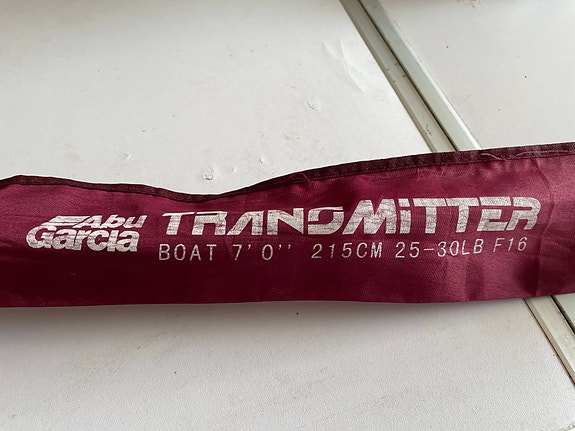 Abu Garcia TRANSMITTER
BOAT 7'0'' 215CM 25-30LB F16